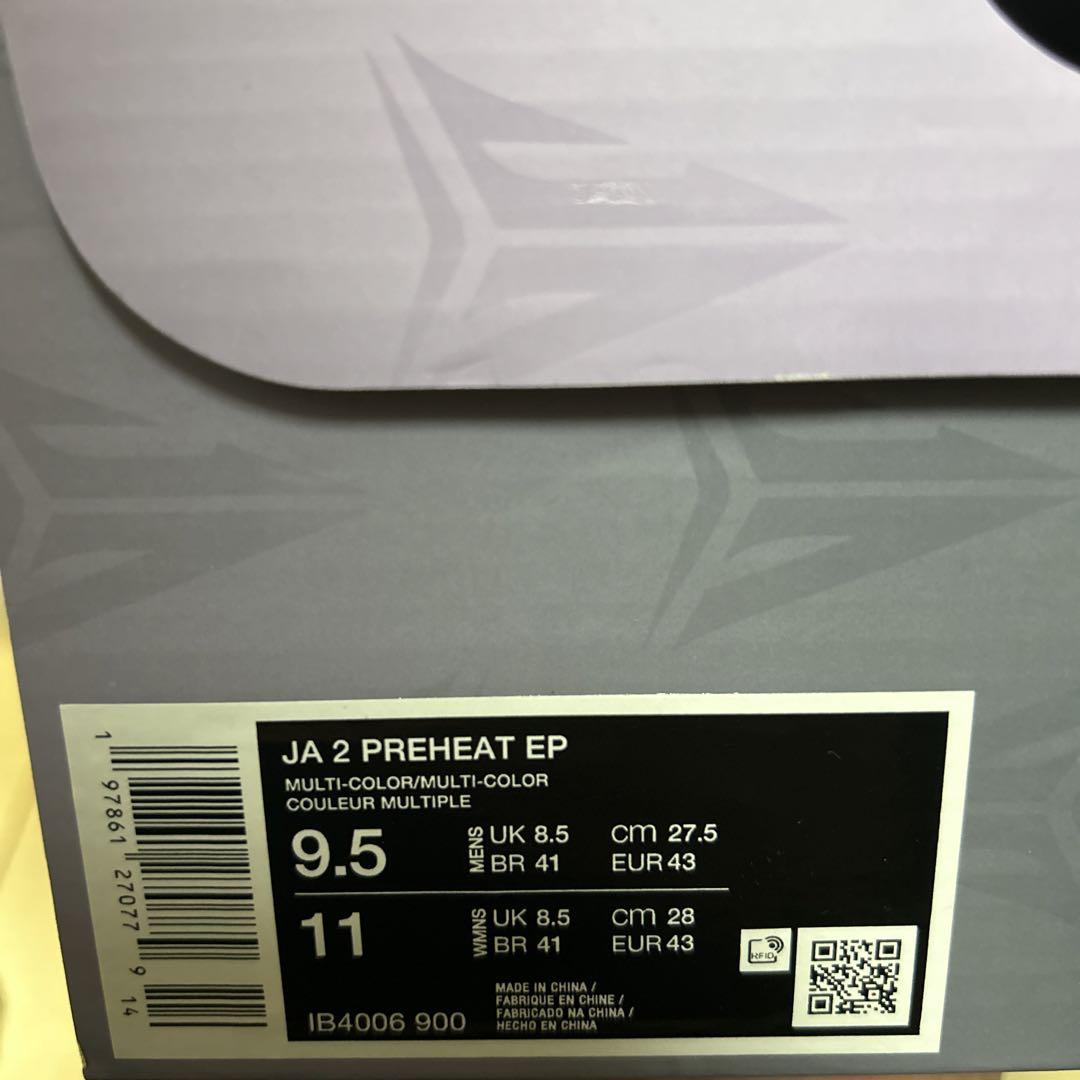 JA 2 PREHEAT EP
MULTI-COLOR/MULTI-COLOR
COULEUR MULTIPLE
9.5
MENS
UK 8.5 cm 27.5
BR 41 EUR 43
11
WMNS
UK 8.5 cm 28
BR 41 EUR 43
RFID
IB4006 900
MADE IN CHINA /
FABRIQUE EN CHINE /
FABRICADO NA CHINA /
HECHO EN CHINA
1 97861 27077 9 14